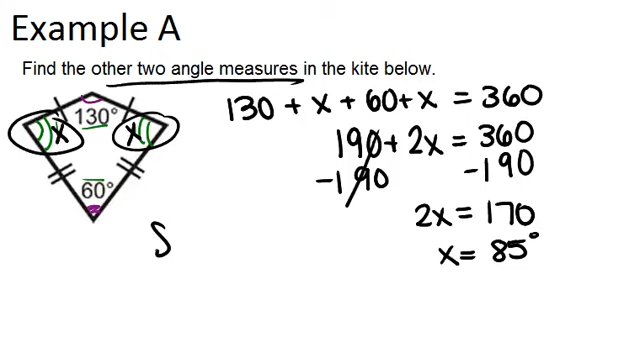 Example A
Find the other two angle measures in the kite below.
130°
x
x
60°
130 + x + 60 + x = 360
190 + 2x = 360
-190 -190
2x = 170
x = 85°
S